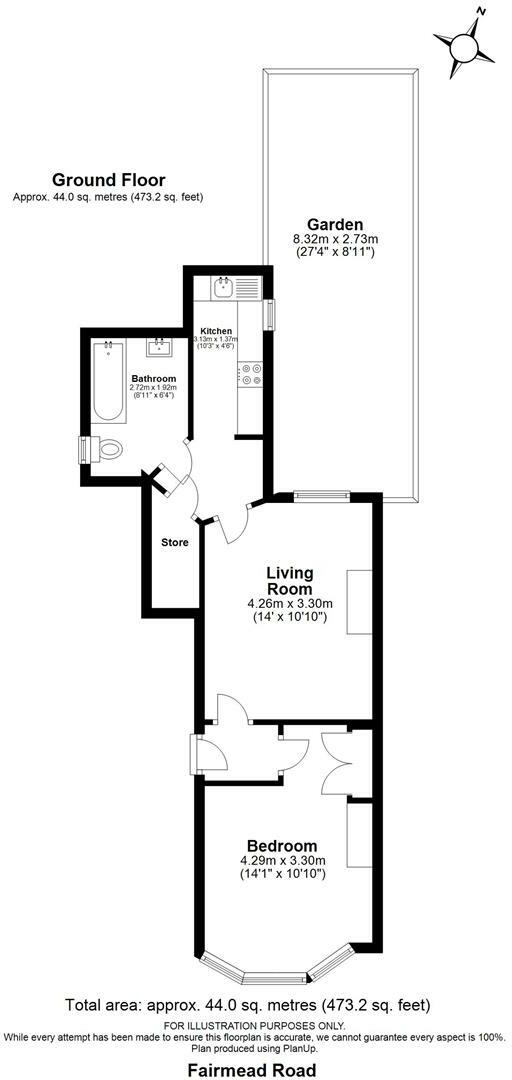 N
Ground Floor
Approx. 44.0 sq. metres (473.2 sq. feet)
Garden
8.32m x 2.73m
(27'4" x 8'11")
Kitchen
3.13m x 1.37m
(10'3" x 4'6")
Bathroom
2.72m x 1.92m
(8'11" x 6'4")
Store
Living
Room
4.26m x 3.30m
(14' x 10'10")
Bedroom
4.29m x 3.30m
(14'1" x 10'10")
Total area: approx. 44.0 sq. metres (473.2 sq. feet)
FOR ILLUSTRATION PURPOSES ONLY.
While every attempt has been made to ensure this floorplan is accurate, we cannot guarantee every aspect is 100%.
Plan produced using PlanUp.
Fairmead Road